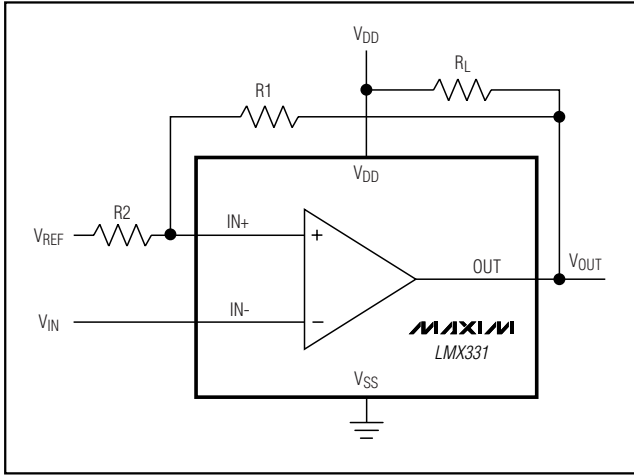 VDD
RL
R1
VDD
R2
VREF
IN+
+
OUT
VOUT
VIN
IN-
−
MAXIM
LMX331
VSS